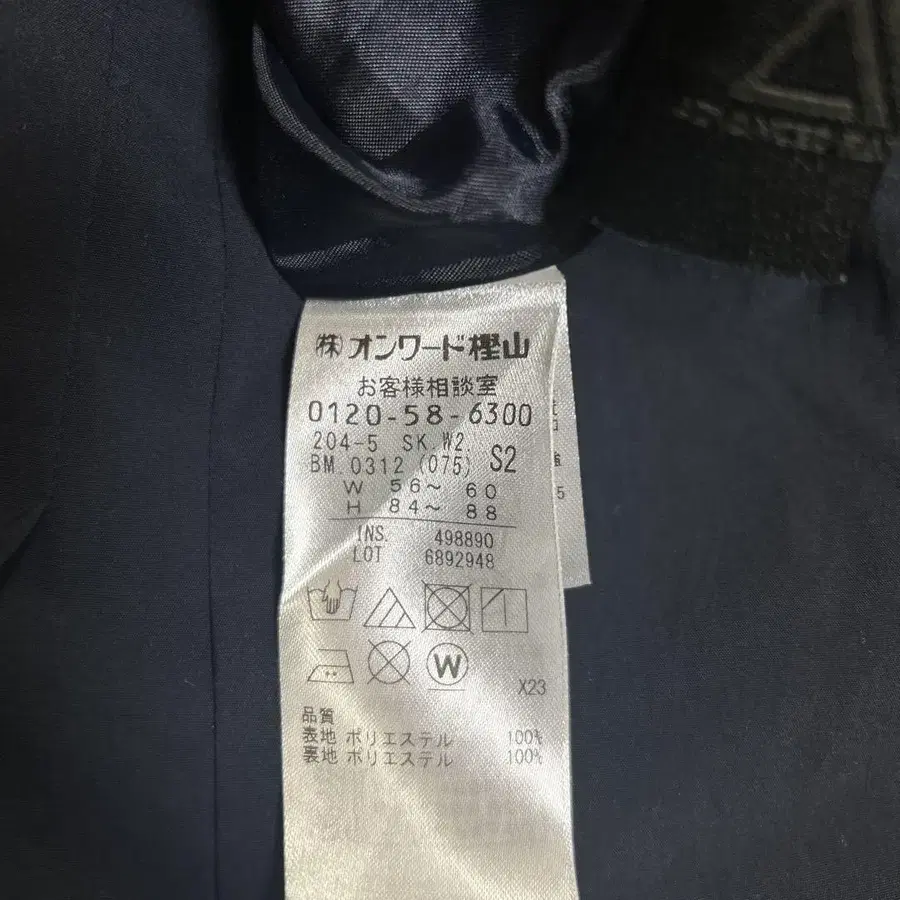 ㈱オンワード樫山
お客様相談室
0120-58-6300
204-5 SK.W2
BM.0312 (075) S2
W 56〜 60
H 84〜 88
INS. 498890
LOT 6892948
W
X23
品質
表地 ポリエステル 100%
裏地 ポリエステル 100%
5